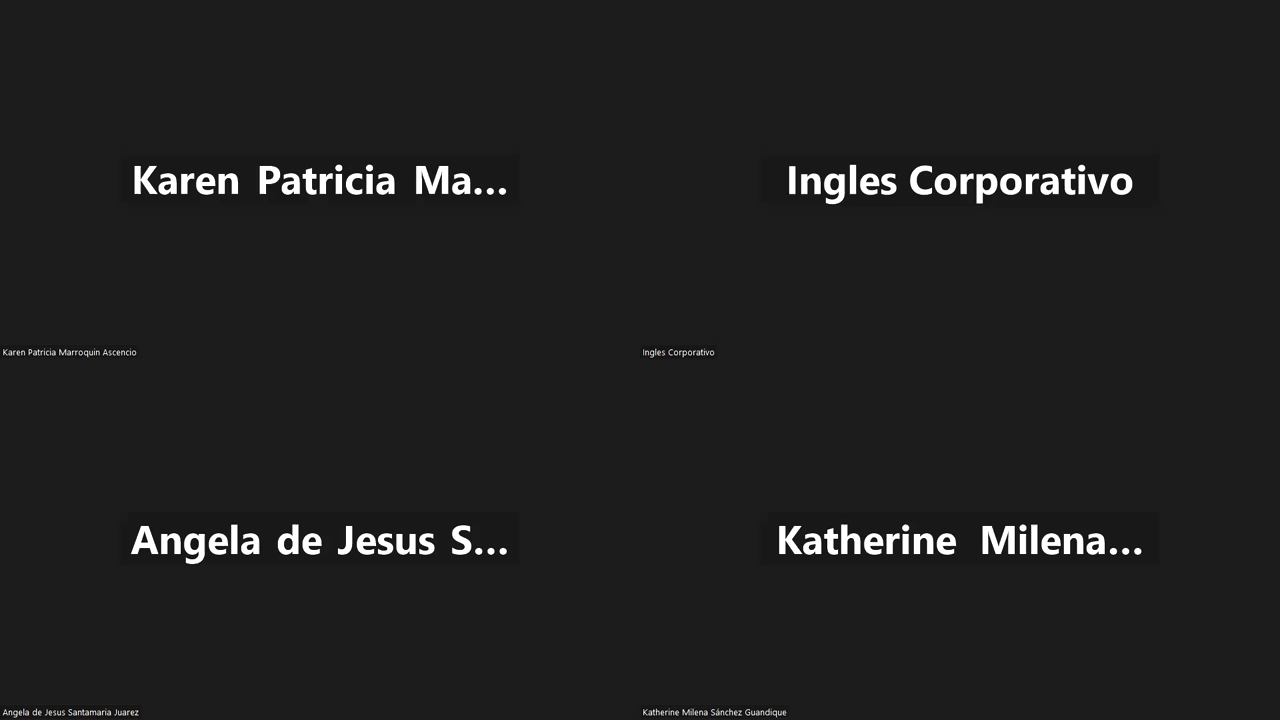 Karen Patricia Ma...
Ingles Corporativo
Karen Patricia Marroquin Ascencio
Ingles Corporativo
Angela de Jesus S...
Katherine Milena...
Angela de Jesus Santamaria Juarez
Katherine Milena Sánchez Guandique